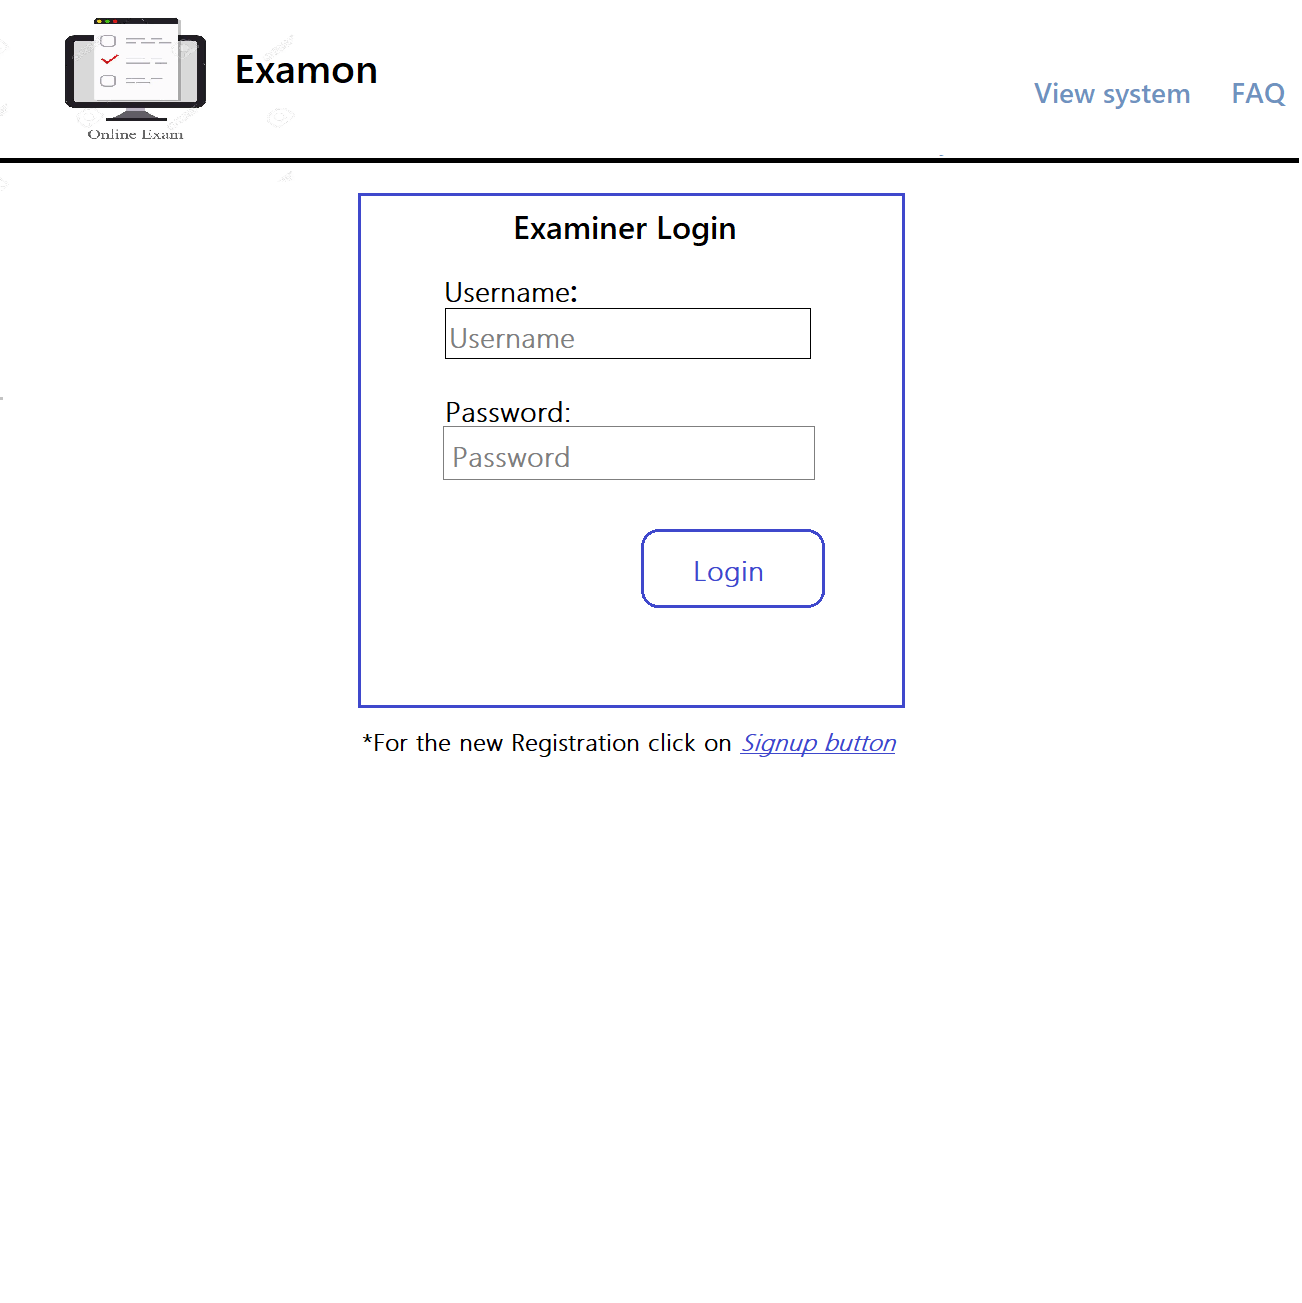 Examon
Online Exam
View system
FAQ
Examiner Login
Username:
Username
Password:
Password
Login
*For the new Registration click on Signup button